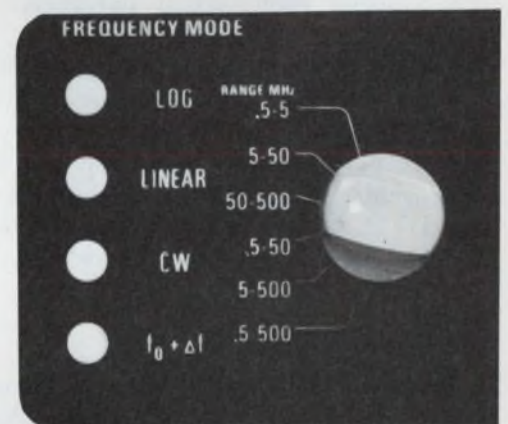 FREQUENCY MODE
LOG
LINEAR
CW
f₀ + Δf
RANGE MHz
.5-5
5-50
50-500
.5-50
5-500
.5 500